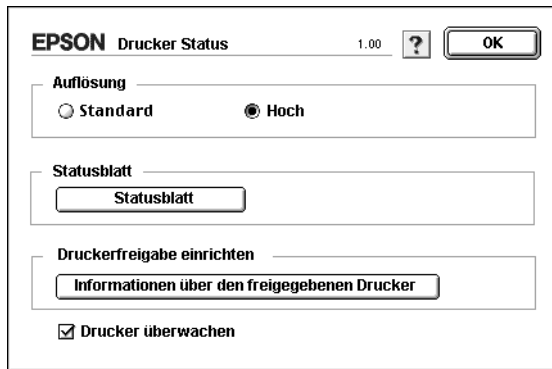 EPSON Drucker Status 1.00 ? OK
Auflösung
Standard Hoch
Statusblatt
Statusblatt
Druckerfreigabe einrichten
Informationen über den freigegebenen Drucker
Drucker überwachen